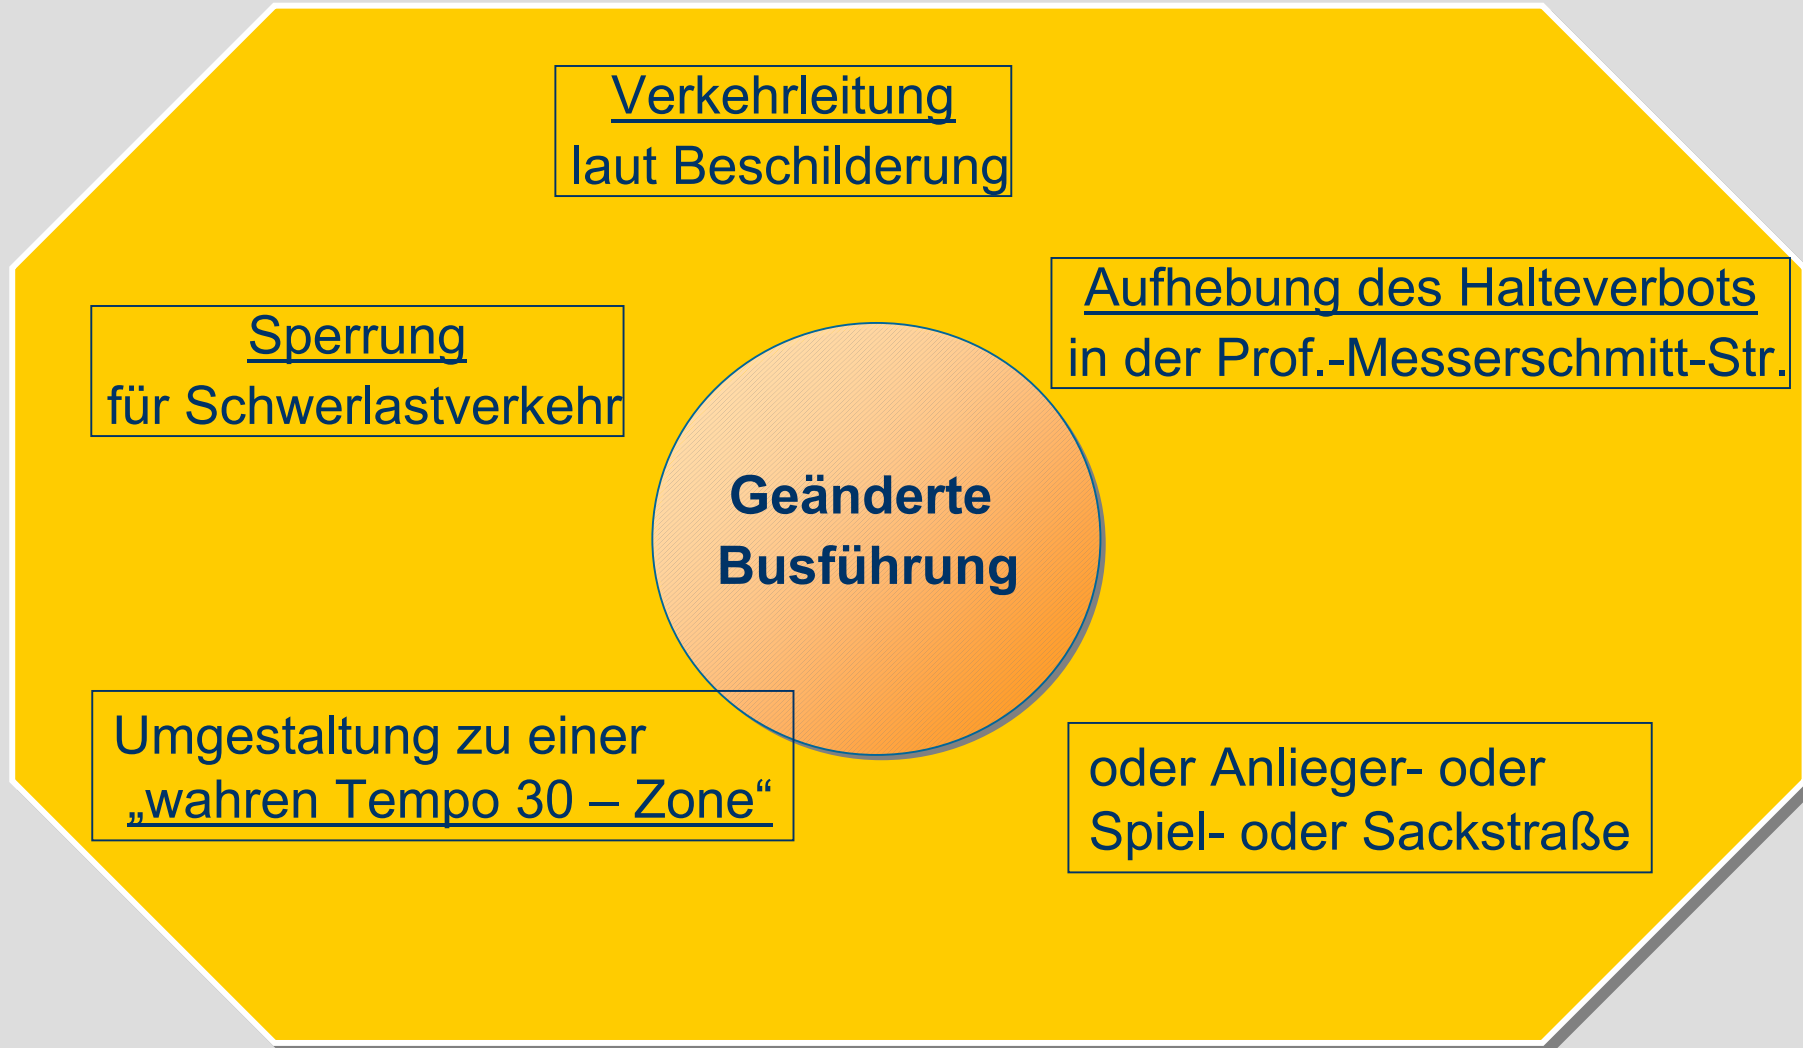 Verkehrleitung
laut Beschilderung
Aufhebung des Halteverbots
in der Prof.-Messerschmitt-Str.
Sperrung
für Schwerlastverkehr
Geänderte
Busführung
Umgestaltung zu einer
„wahren Tempo 30 – Zone“
oder Anlieger- oder
Spiel- oder Sackstraße